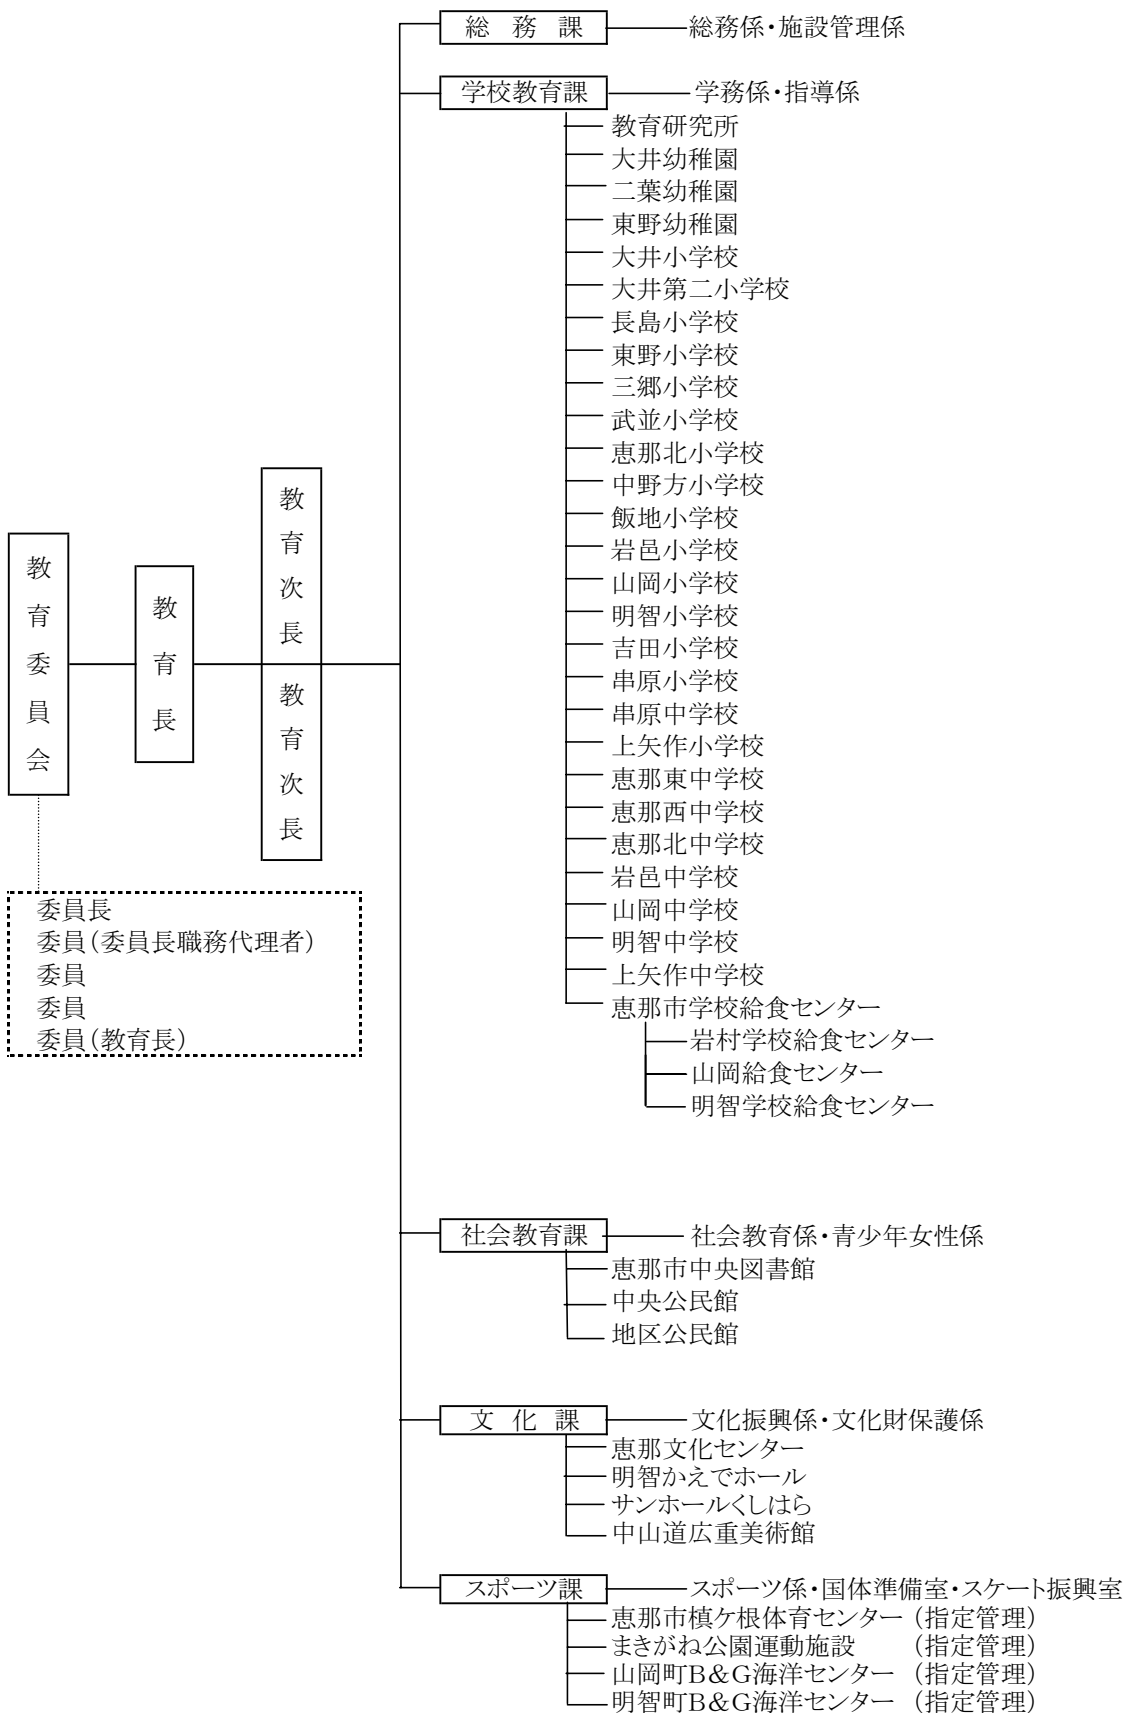 教育委員会
委員長
委員(委員長職務代理者)
委員
委員
委員(教育長)
教育長
教育次長
教育次長
総務課 総務係・施設管理係
学校教育課 学務係・指導係
教育研究所
大井幼稚園
二葉幼稚園
東野幼稚園
大井小学校
大井第二小学校
長島小学校
東野小学校
三郷小学校
武並小学校
恵那北小学校
中野方小学校
飯地小学校
岩邑小学校
山岡小学校
明智小学校
吉田小学校
串原小学校
串原中学校
上矢作小学校
恵那東中学校
恵那西中学校
恵那北中学校
岩邑中学校
山岡中学校
明智中学校
上矢作中学校
恵那市学校給食センター
岩村学校給食センター
山岡給食センター
明智学校給食センター
社会教育課 社会教育係・青少年女性係
恵那市中央図書館
中央公民館
地区公民館
文化課 文化振興係・文化財保護係
恵那文化センター
明智かえでホール
サンホールくしはら
中山道広重美術館
スポーツ課 スポーツ係・国体準備室・スケート振興室
恵那市槙ケ根体育センター (指定管理)
まきがね公園運動施設 (指定管理)
山岡町B&G海洋センター (指定管理)
明智町B&G海洋センター (指定管理)